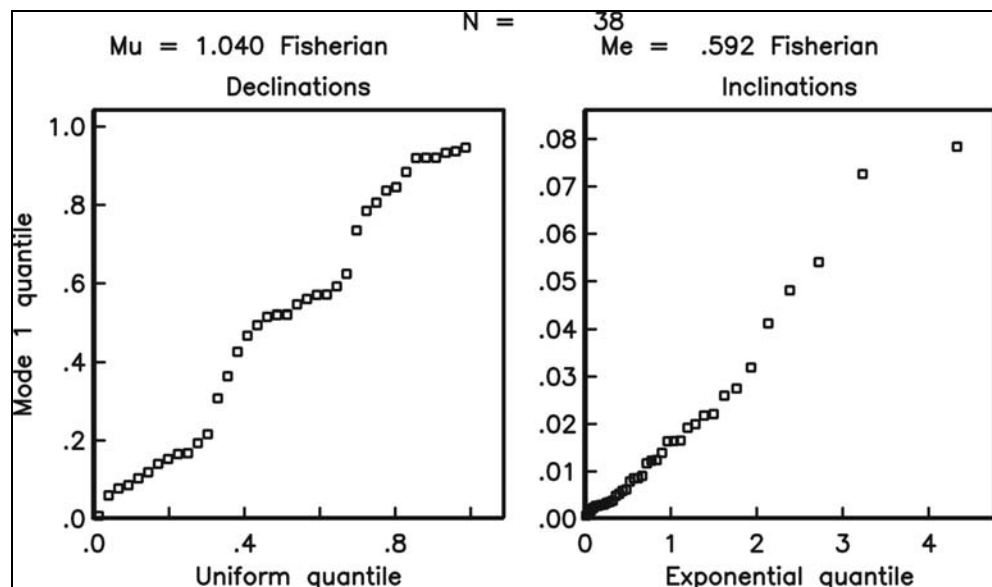 N = 38
Mu = 1.040 Fisherian
Me = .592 Fisherian
Declinations
Inclinations
Mode 1 quantile
1.0
.8
.6
.4
.2
.0
.0 .4 .8
Uniform quantile
.08
.07
.06
.05
.04
.03
.02
.01
.00
0 1 2 3 4
Exponential quantile